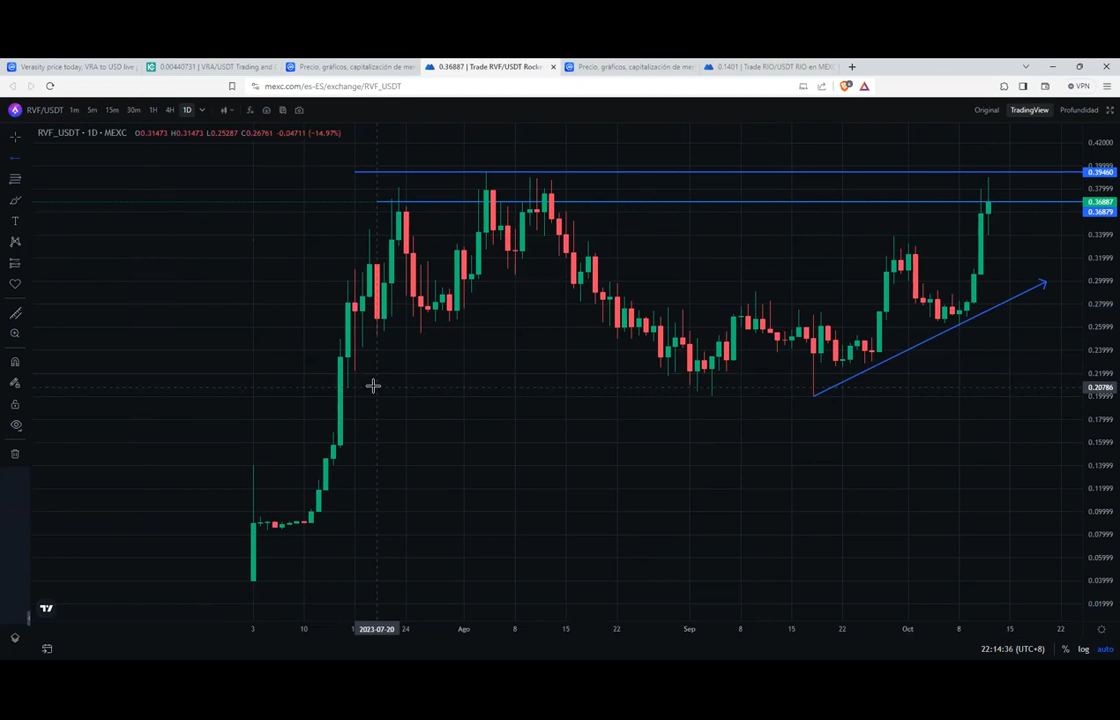 Verasity price today, VRA to USD live
0.00440731 | VRA/USDT Trading and
Precio, gráficos, capitalización de me
0.36887 | Trade RVF/USDT Rocke
Precio, gráficos, capitalización de me
0.1401 | Trade RIO/USDT RIO en MEXC
mexc.com/es-ES/exchange/RVF_USDT
VPN
RVF/USDT 1m 5m 15m 30m 1H 4H 1D
Original TradingView Profundidad
RVF_USDT · 1D · MEXC O0.31473 H0.31473 L0.25287 C0.26761 -0.04711 (-14.97%)
0.42000
0.39460
0.37999
0.36887
0.36879
0.33999
0.31999
0.29999
0.27999
0.25999
0.23999
0.21999
0.20786
0.19999
0.17999
0.15999
0.13999
0.11999
0.09999
0.07999
0.05999
0.03999
0.01999
3 10 2023-07-20 24 Ago 8 15 22 Sep 8 15 22 Oct 8 15 22
22:14:36 (UTC+8) % log auto